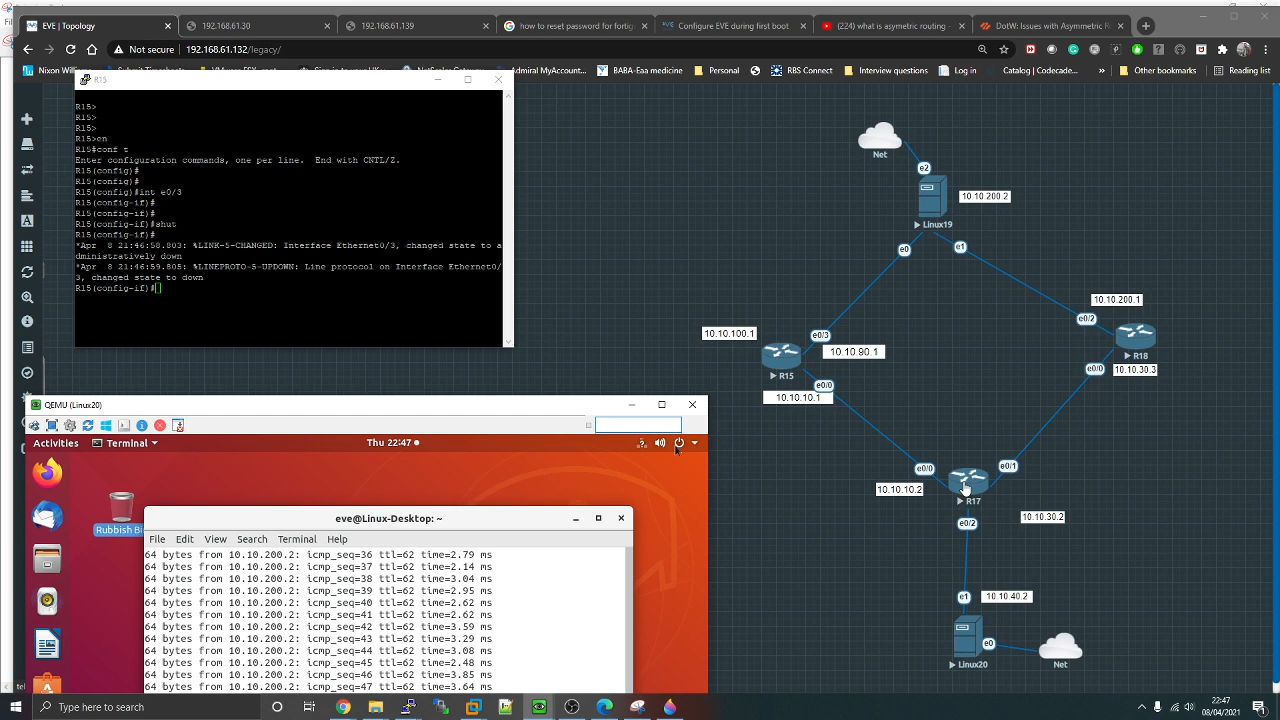 EVE | Topology
192.168.61.30
192.168.61.139
how to reset password for fortig
Configure EVE during first boot
(224) what is asymetric routing -
DotW: Issues with Asymmetric R
Not secure | 192.168.61.132/legacy/
Nixon William
BABA-Eaa medicine
Personal
RBS Connect
Interview questions
Log in
Catalog | Codecade...
Other bookmarks
Reading list
R15
R15>
R15>
R15>
R15>en
R15#conf t
Enter configuration commands, one per line.  End with CNTL/Z.
R15(config)#
R15(config)#
R15(config)#int e0/3
R15(config-if)#
R15(config-if)#
R15(config-if)#shut
R15(config-if)#
*Apr  8 21:46:58.803: %LINK-5-CHANGED: Interface Ethernet0/3, changed state to a
dministratively down
*Apr  8 21:46:59.805: %LINEPROTO-5-UPDOWN: Line protocol on Interface Ethernet0/
3, changed state to down
R15(config-if)#
Net
e2
10.10.200.2
Linux19
e0
e1
10.10.200.1
e0/2
10.10.100.1
e0/3
10.10.90.1
R18
R15
e0/0
10.10.30.3
e0/0
10.10.10.1
QEMU (Linux20)
Activities
Terminal
Thu 22:47
Rubbish Bi
eve@Linux-Desktop: ~
File Edit View Search Terminal Help
64 bytes from 10.10.200.2: icmp_seq=36 ttl=62 time=2.79 ms
64 bytes from 10.10.200.2: icmp_seq=37 ttl=62 time=2.14 ms
64 bytes from 10.10.200.2: icmp_seq=38 ttl=62 time=3.04 ms
64 bytes from 10.10.200.2: icmp_seq=39 ttl=62 time=2.95 ms
64 bytes from 10.10.200.2: icmp_seq=40 ttl=62 time=2.62 ms
64 bytes from 10.10.200.2: icmp_seq=41 ttl=62 time=2.62 ms
64 bytes from 10.10.200.2: icmp_seq=42 ttl=62 time=3.59 ms
64 bytes from 10.10.200.2: icmp_seq=43 ttl=62 time=3.29 ms
64 bytes from 10.10.200.2: icmp_seq=44 ttl=62 time=3.08 ms
64 bytes from 10.10.200.2: icmp_seq=45 ttl=62 time=2.48 ms
64 bytes from 10.10.200.2: icmp_seq=46 ttl=62 time=3.85 ms
64 bytes from 10.10.200.2: icmp_seq=47 ttl=62 time=3.64 ms
e0/0
e0/1
10.10.10.2
R17
10.10.30.2
e0/2
e1
10.10.40.2
e0
Linux20
Net
Type here to search
22:47
08/04/2021